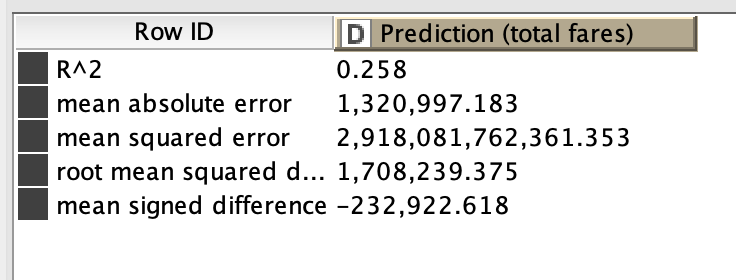 Row ID D Prediction (total fares)
R^2 0.258
mean absolute error 1,320,997.183
mean squared error 2,918,081,762,361.353
root mean squared d... 1,708,239.375
mean signed difference -232,922.618